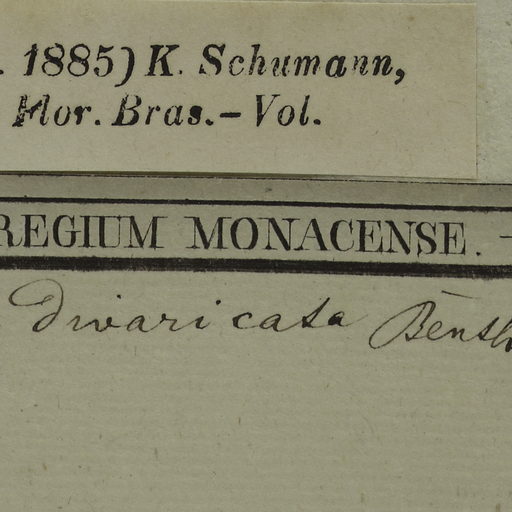 . 1885) K. Schumann,
Flor. Bras.—Vol.
REGIUM MONACENSE. —
divaricata Benth